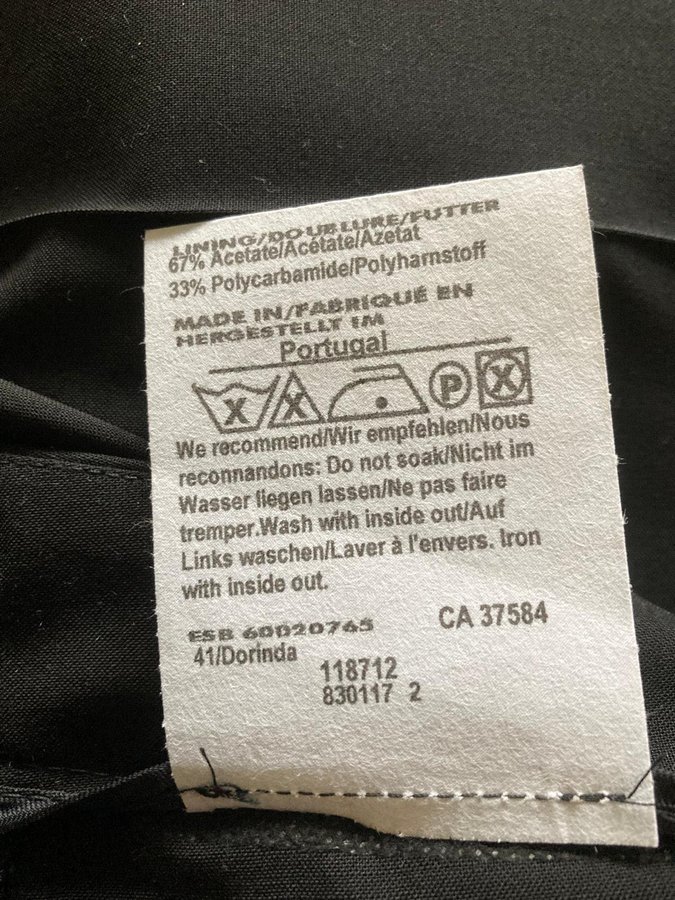 LINING/DOUBLURE/FUTTER
67% Acetate/Acétate/Azetat
33% Polycarbamide/Polyharnstoff
MADE IN/FABRIQUÉ EN
HERGESTELLT IM
Portugal
X X P X
We recommend/Wir empfehlen/Nous
reconnandons: Do not soak/Nicht im
Wasser liegen lassen/Ne pas faire
tremper.Wash with inside out/Auf
Links waschen/Laver à l'envers. Iron
with inside out.
ESB 60020765 CA 37584
41/Dorinda
118712
830117 2